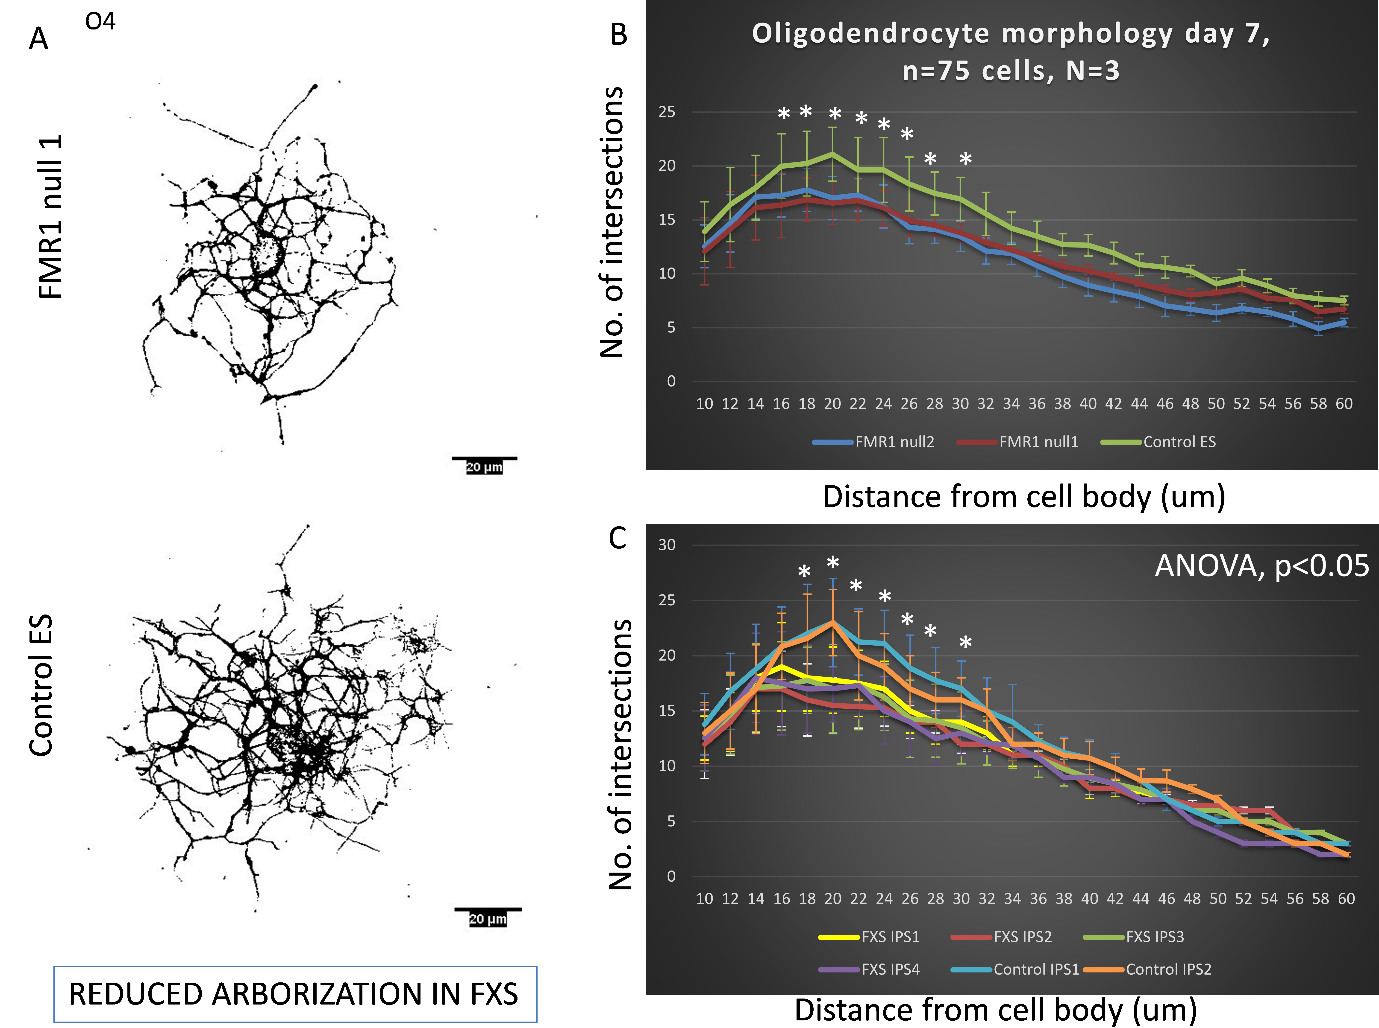 A
O4
FMR1 null 1
20 µm
Control ES
20 µm
REDUCED ARBORIZATION IN FXS
B
Oligodendrocyte morphology day 7,
n=75 cells, N=3
No. of intersections
25
20
15
10
5
0
* * * * * * * *
10 12 14 16 18 20 22 24 26 28 30 32 34 36 38 40 42 44 46 48 50 52 54 56 58 60
FMR1 null2 FMR1 null1 Control ES
Distance from cell body (um)
C
ANOVA, p<0.05
No. of intersections
30
25
20
15
10
5
0
* * * * * * *
10 12 14 16 18 20 22 24 26 28 30 32 34 36 38 40 42 44 46 48 50 52 54 56 58 60
FXS IPS1 FXS IPS2 FXS IPS3
FXS IPS4 Control IPS1 Control IPS2
Distance from cell body (um)